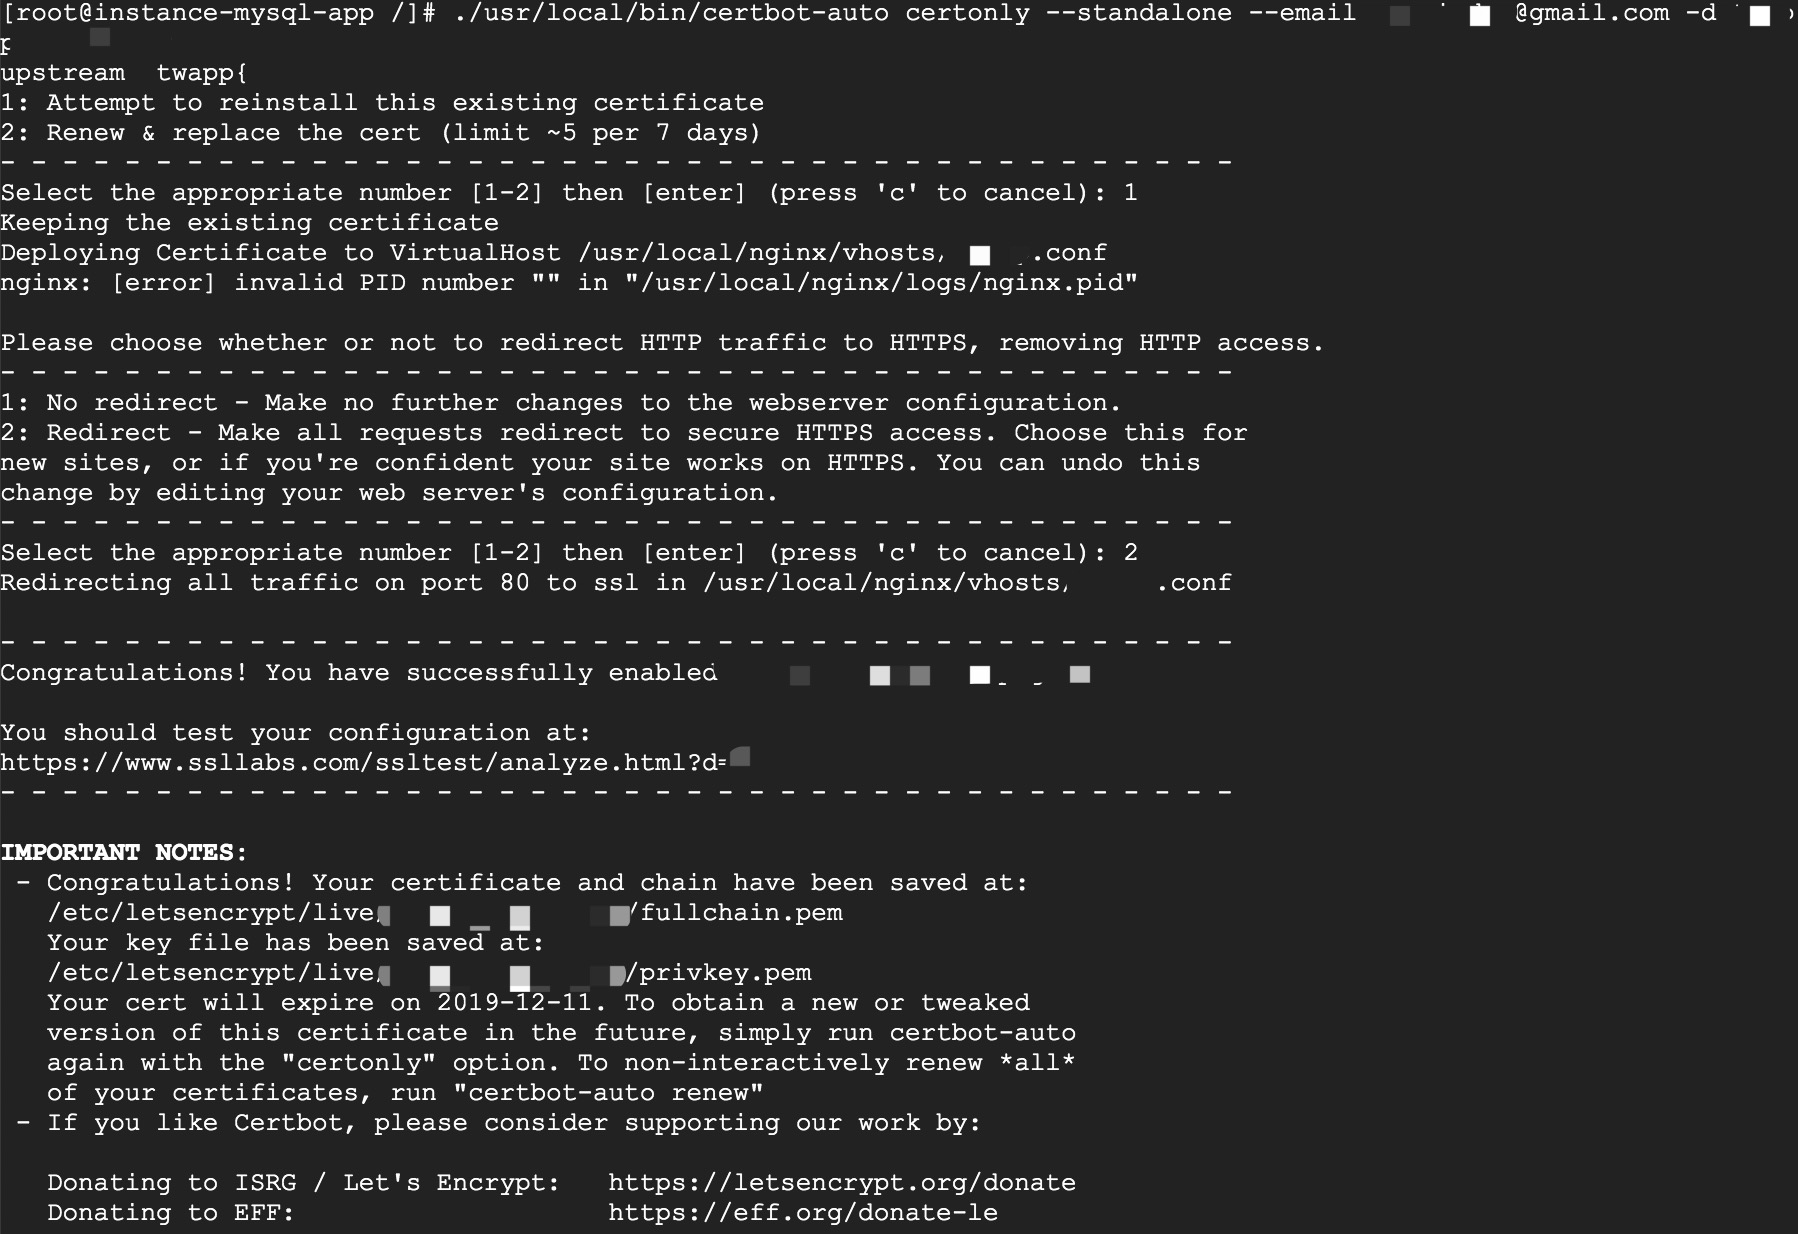 [root@instance-mysql-app /]# ./usr/local/bin/certbot-auto certonly --standalone --email @gmail.com -d
upstream  twapp{
1: Attempt to reinstall this existing certificate
2: Renew & replace the cert (limit ~5 per 7 days)
- - - - - - - - - - - - - - - - - - - - - - - - - - - - - - - - - - - - - - - -
Select the appropriate number [1-2] then [enter] (press 'c' to cancel): 1
Keeping the existing certificate
Deploying Certificate to VirtualHost /usr/local/nginx/vhosts/ .conf
nginx: [error] invalid PID number "" in "/usr/local/nginx/logs/nginx.pid"
Please choose whether or not to redirect HTTP traffic to HTTPS, removing HTTP access.
- - - - - - - - - - - - - - - - - - - - - - - - - - - - - - - - - - - - - - - -
1: No redirect - Make no further changes to the webserver configuration.
2: Redirect - Make all requests redirect to secure HTTPS access. Choose this for
new sites, or if you're confident your site works on HTTPS. You can undo this
change by editing your web server's configuration.
- - - - - - - - - - - - - - - - - - - - - - - - - - - - - - - - - - - - - - - -
Select the appropriate number [1-2] then [enter] (press 'c' to cancel): 2
Redirecting all traffic on port 80 to ssl in /usr/local/nginx/vhosts/ .conf
- - - - - - - - - - - - - - - - - - - - - - - - - - - - - - - - - - - - - - - -
Congratulations! You have successfully enabled
You should test your configuration at:
https://www.ssllabs.com/ssltest/analyze.html?d=
- - - - - - - - - - - - - - - - - - - - - - - - - - - - - - - - - - - - - - - -
IMPORTANT NOTES:
- Congratulations! Your certificate and chain have been saved at:
/etc/letsencrypt/live/ /fullchain.pem
Your key file has been saved at:
/etc/letsencrypt/live/ /privkey.pem
Your cert will expire on 2019-12-11. To obtain a new or tweaked
version of this certificate in the future, simply run certbot-auto
again with the "certonly" option. To non-interactively renew *all*
of your certificates, run "certbot-auto renew"
- If you like Certbot, please consider supporting our work by:
Donating to ISRG / Let's Encrypt:   https://letsencrypt.org/donate
Donating to EFF:                    https://eff.org/donate-le